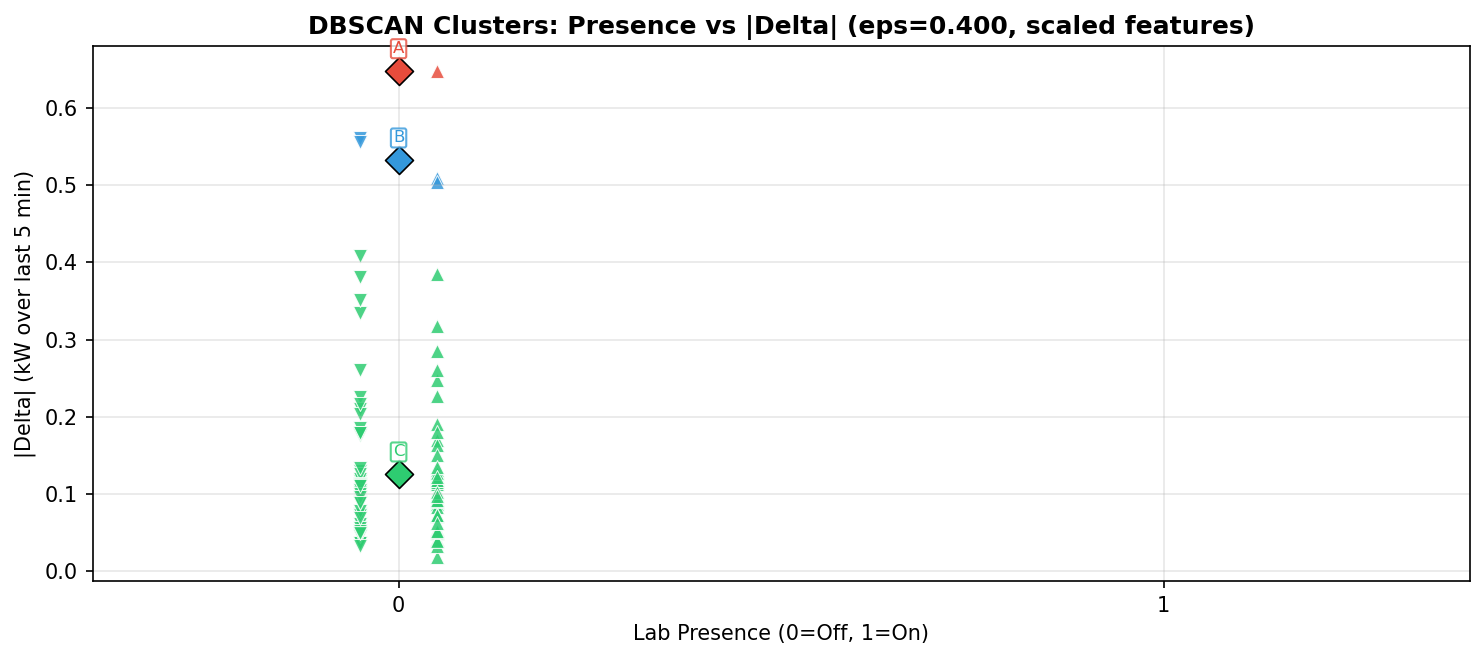 DBSCAN Clusters: Presence vs |Delta| (eps=0.400, scaled features)
A
B
C
0.6
0.5
0.4
0.3
0.2
0.1
0.0
|Delta| (kW over last 5 min)
0 1
Lab Presence (0=Off, 1=On)